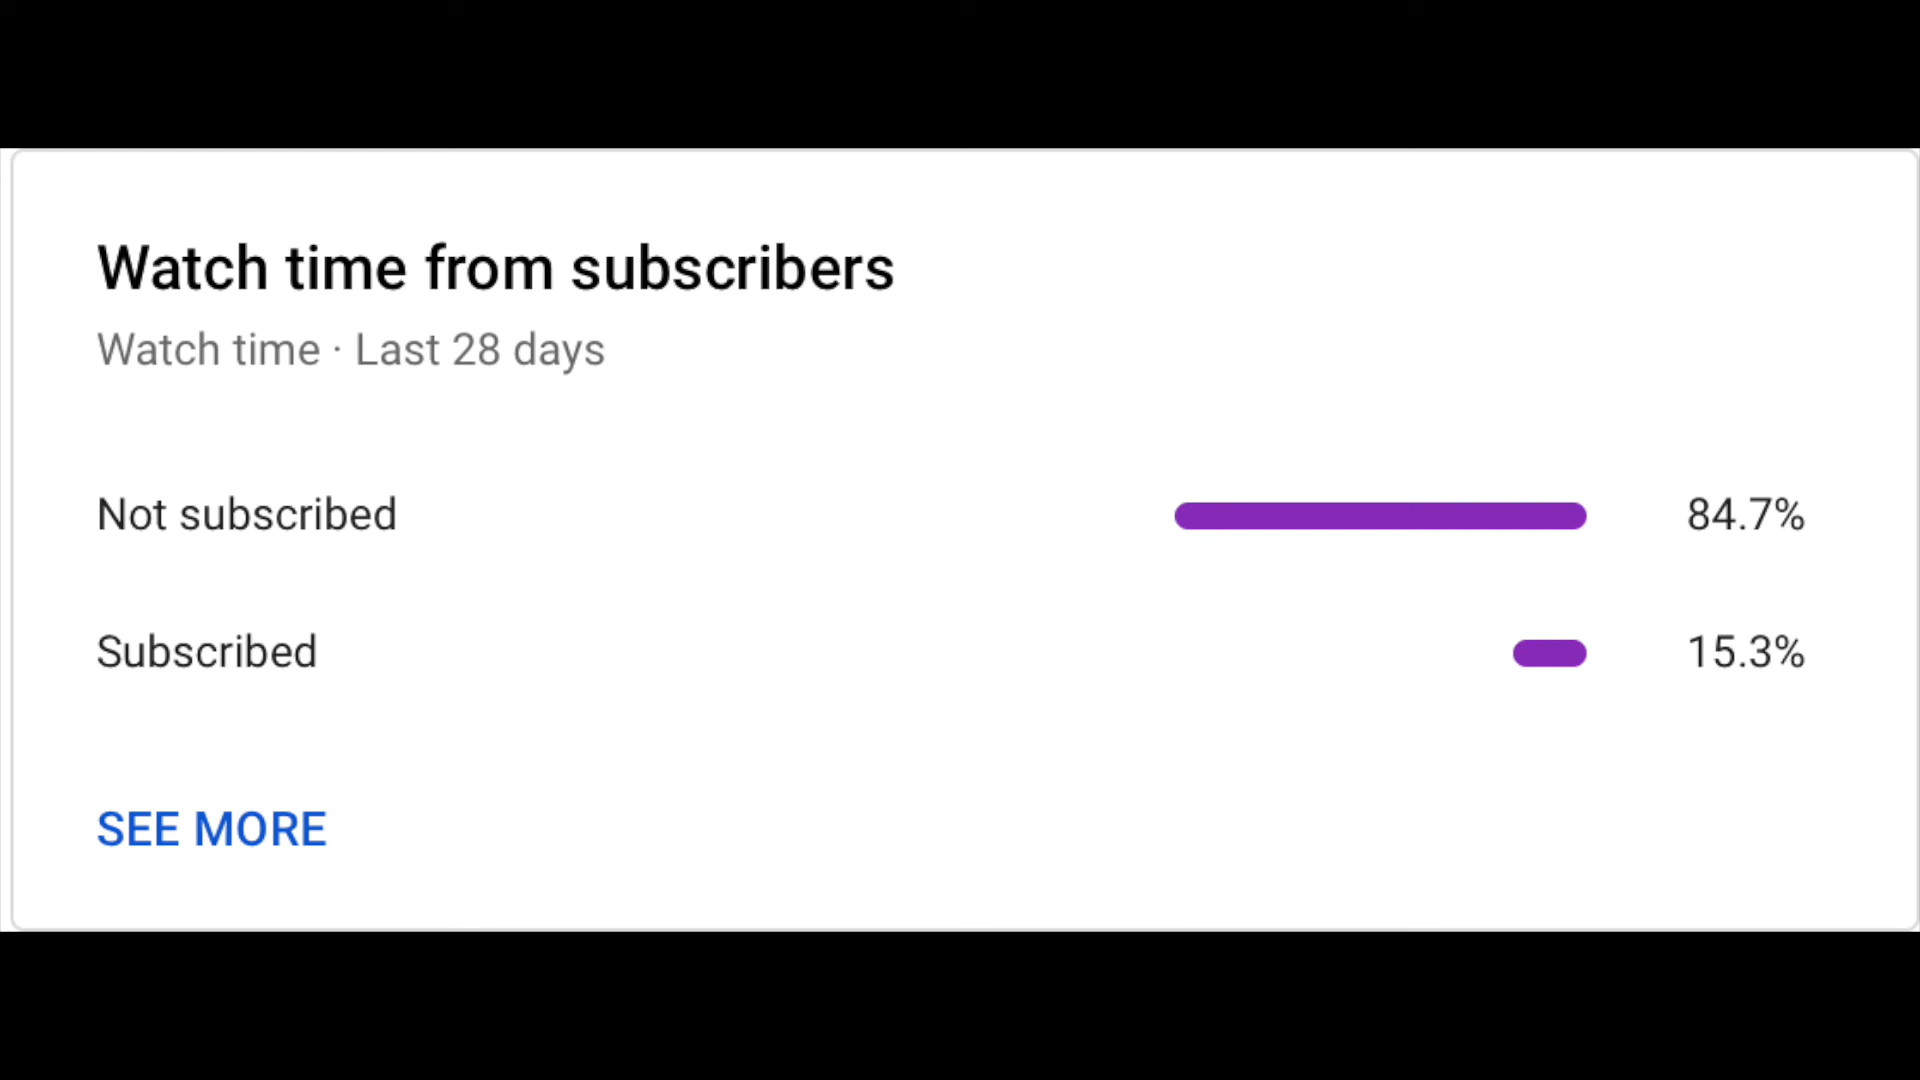 Watch time from subscribers
Watch time · Last 28 days
Not subscribed 84.7%
Subscribed 15.3%
SEE MORE